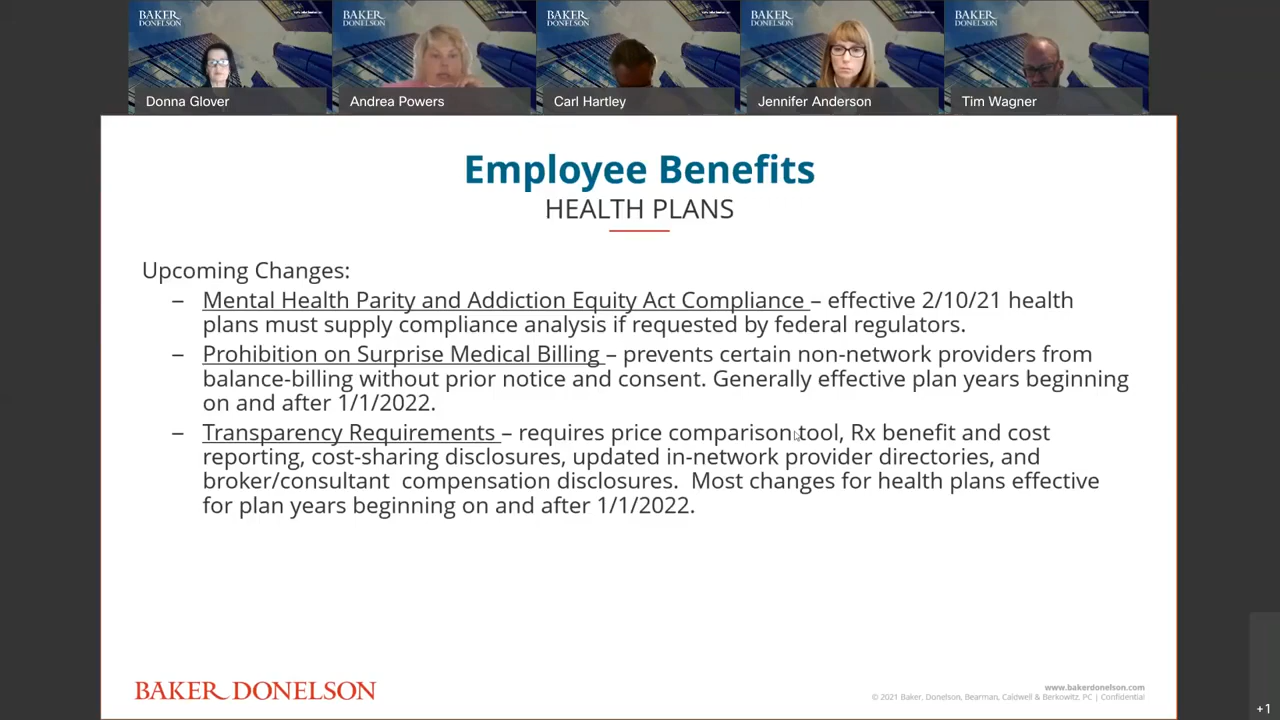 BAKER DONELSON
BAKER DONELSON
BAKER DONELSON
BAKER DONELSON
BAKER DONELSON
Donna Glover
Andrea Powers
Carl Hartley
Jennifer Anderson
Tim Wagner
Employee Benefits
HEALTH PLANS
Upcoming Changes:
– Mental Health Parity and Addiction Equity Act Compliance – effective 2/10/21 health
plans must supply compliance analysis if requested by federal regulators.
– Prohibition on Surprise Medical Billing – prevents certain non-network providers from
balance-billing without prior notice and consent. Generally effective plan years beginning
on and after 1/1/2022.
– Transparency Requirements – requires price comparison tool, Rx benefit and cost
reporting, cost-sharing disclosures, updated in-network provider directories, and
broker/consultant compensation disclosures. Most changes for health plans effective
for plan years beginning on and after 1/1/2022.
BAKER DONELSON
www.bakerdonelson.com
© 2021 Baker, Donelson, Bearman, Caldwell & Berkowitz, PC | Confidential
+1